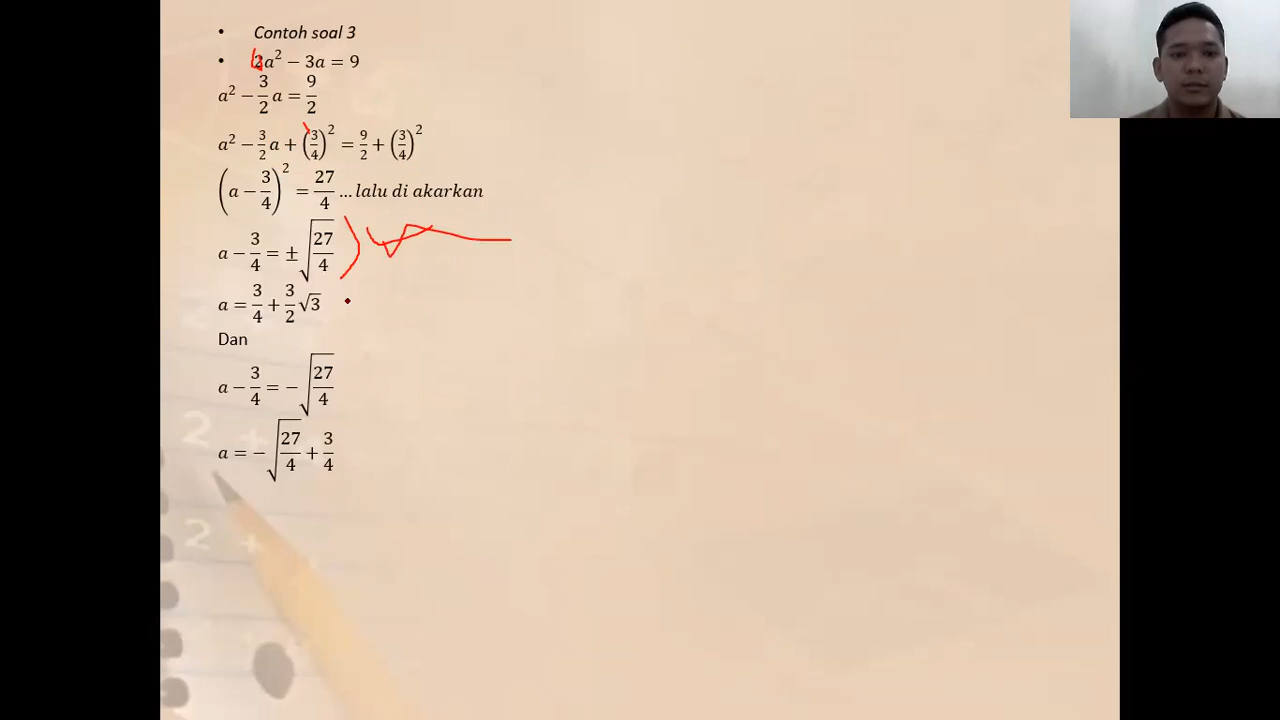 • Contoh soal 3
• 2a² − 3a = 9
a² − 3/2 a = 9/2
a² − 3/2 a + (3/4)² = 9/2 + (3/4)²
(a − 3/4)² = 27/4 ... lalu di akarkan
a − 3/4 = ± √(27/4)
a = 3/4 + 3/2 √3
Dan
a − 3/4 = − √(27/4)
a = − √(27/4) + 3/4
2 +
2 +